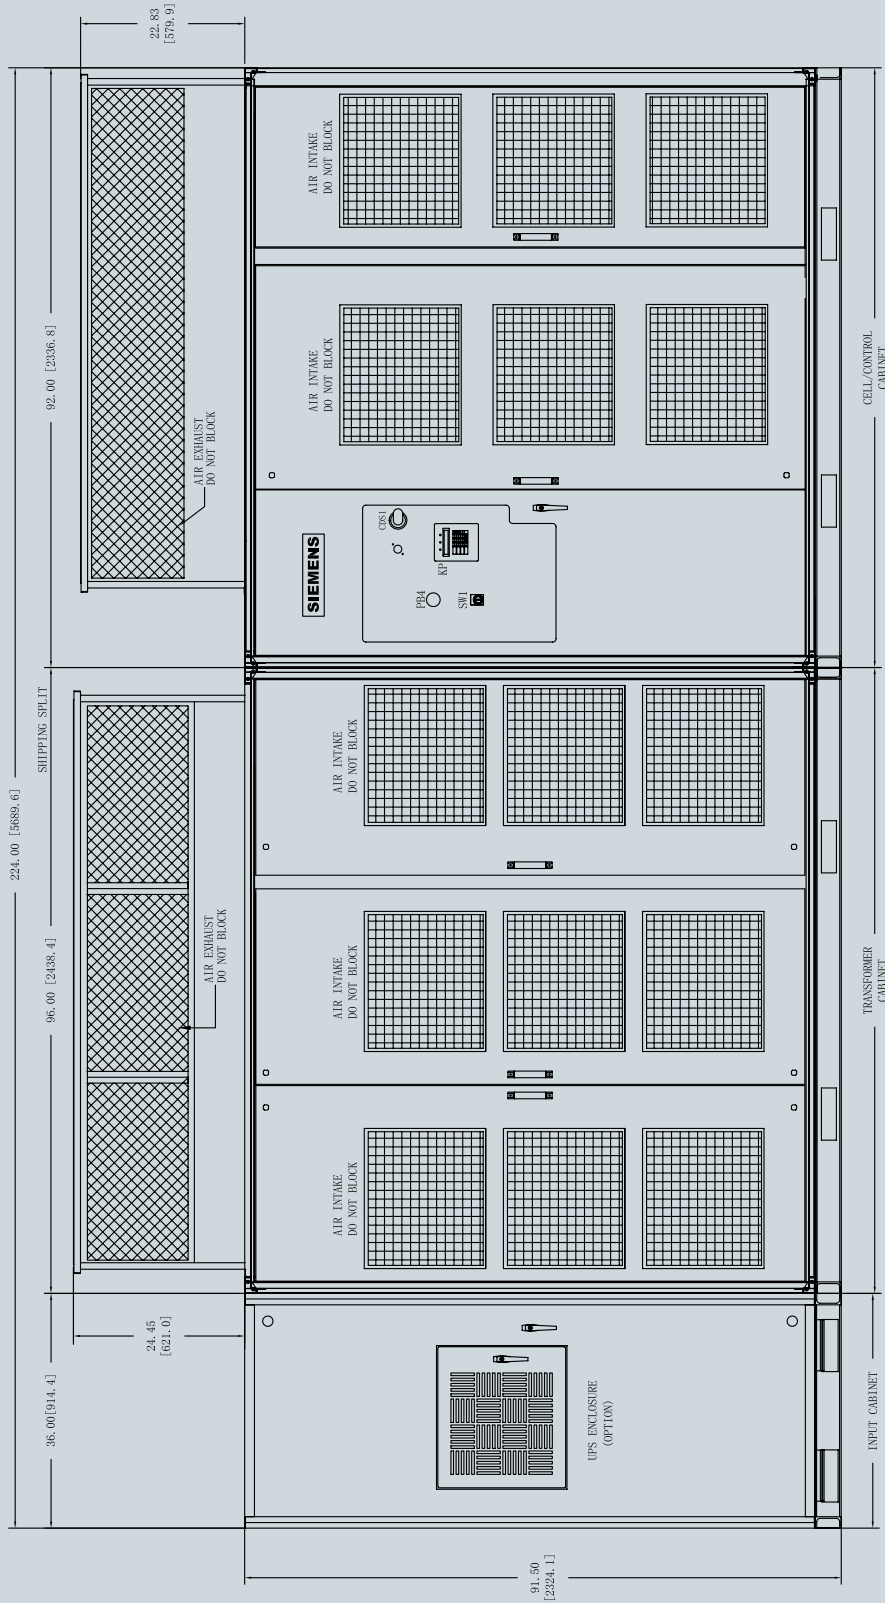 224.00 [5689.6]
36.00[914.4]
96.00 [2438.4]
SHIPPING SPLIT
92.00 [2336.8]
24.45
[621.0]
22.83
[579.9]
AIR EXHAUST
DO NOT BLOCK
AIR EXHAUST
DO NOT BLOCK
AIR INTAKE
DO NOT BLOCK
AIR INTAKE
DO NOT BLOCK
AIR INTAKE
DO NOT BLOCK
SIEMENS
AIR INTAKE
DO NOT BLOCK
AIR INTAKE
DO NOT BLOCK
CDS1
PB4
KP
SW1
UPS ENCLOSURE
(OPTION)
91.50
[2324.1]
INPUT CABINET
TRANSFORMER
CABINET
CELL/CONTROL
CABINET